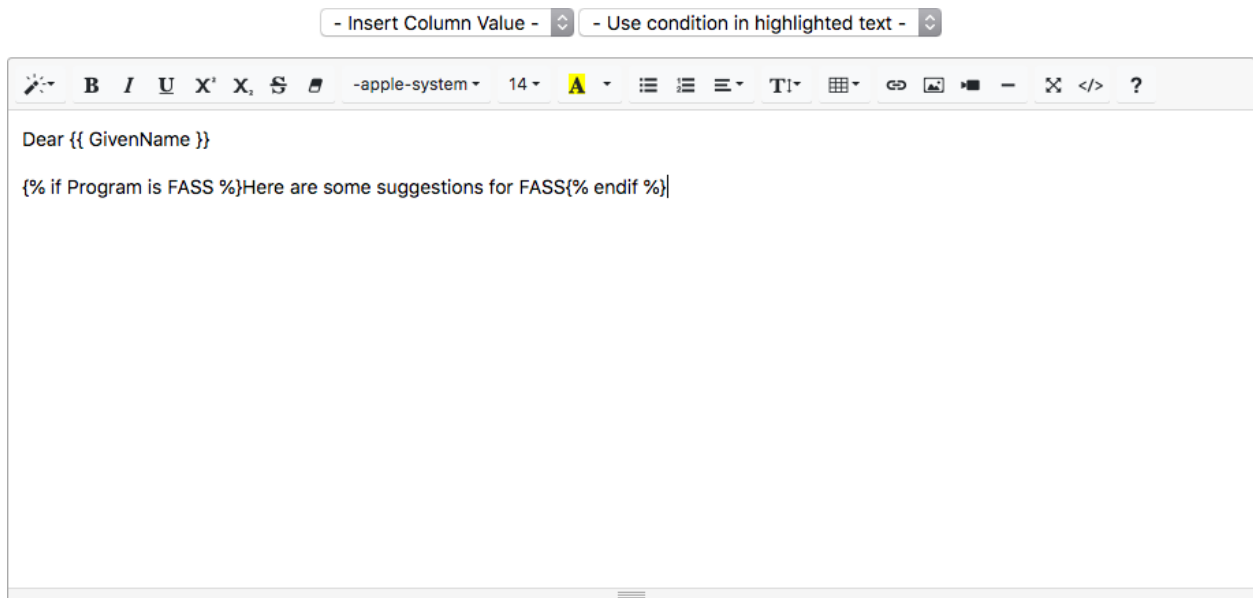 - Insert Column Value - - Use condition in highlighted text -
B I U X² X₂ S -apple-system 14 A T </> ?
Dear {{ GivenName }}
{% if Program is FASS %}Here are some suggestions for FASS{% endif %}